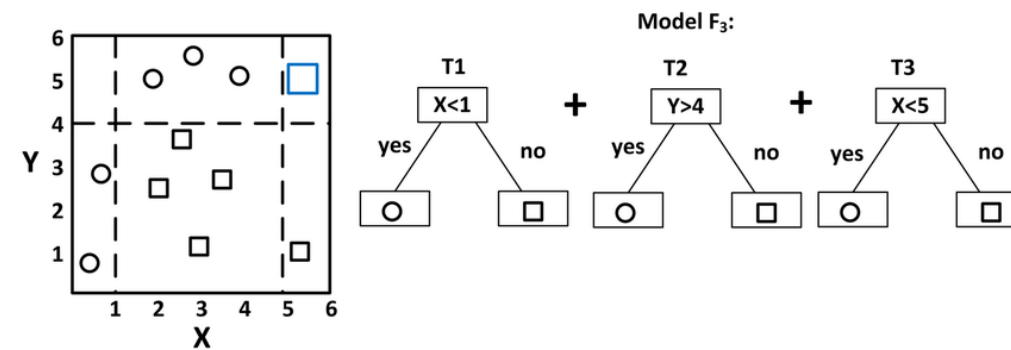 Model F₃:
6
5
4
Y
3
2
1
1 2 3 4 5 6
X
T1
X<1
yes
no
+
T2
Y>4
yes
no
+
T3
X<5
yes
no